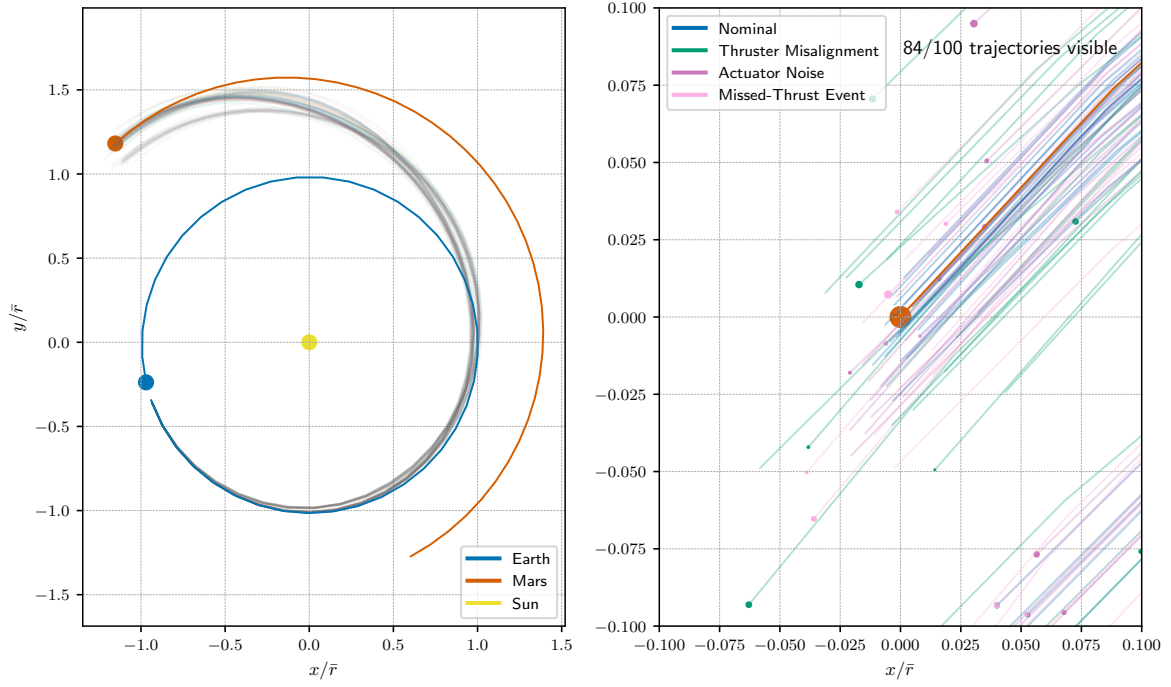 1.5
1.0
0.5
0.0
−0.5
−1.0
−1.5
y/r̄
−1.0
−0.5
0.0
0.5
1.0
1.5
x/r̄
Earth
Mars
Sun
0.100
0.075
0.050
0.025
0.000
−0.025
−0.050
−0.075
−0.100
Nominal
Thruster Misalignment
Actuator Noise
Missed-Thrust Event
84/100 trajectories visible
−0.100
−0.075
−0.050
−0.025
0.000
0.025
0.050
0.075
0.100
x/r̄